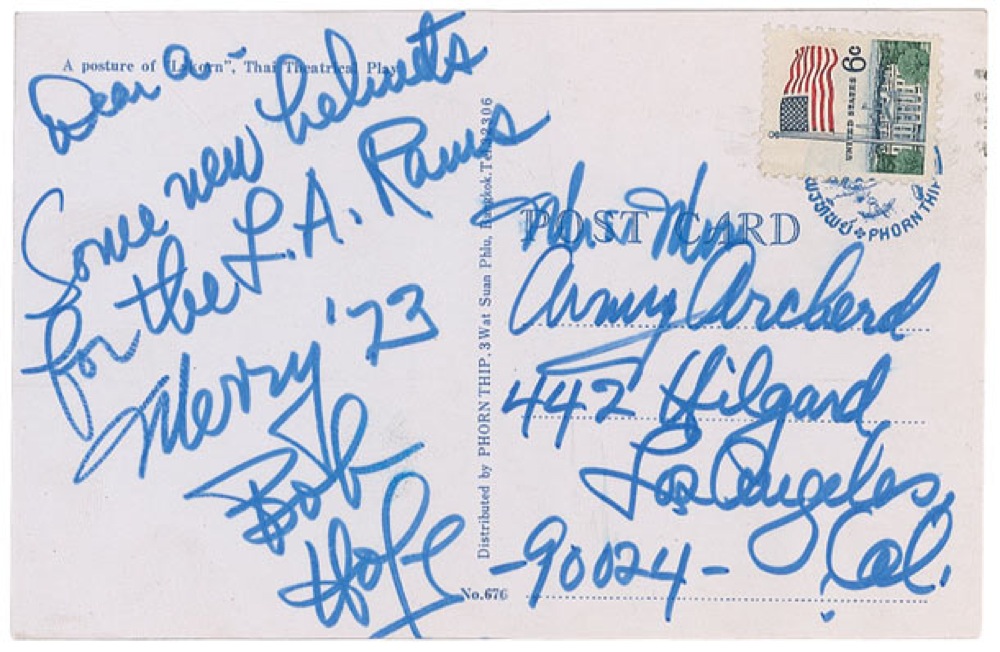 A posture of "Lakorn", Thai Theatrical Play
Dear a-
Some new helmets
for the L.A. Rams
Merry '73
Bob
Hope
No.676
Distributed by PHORN THIP. 3 Wat Suan Phlu, Bangkok. Tel. 32306
POST CARD
UNITED STATES 6c
PHORN THIP
Mr & Mrs
Army Archerd
442 Hilgard
Los Angeles,
Cal.
-90024-